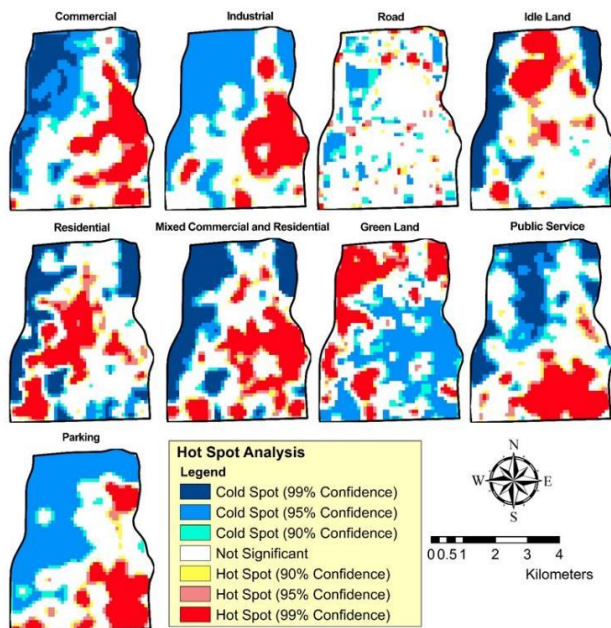 Commercial
Industrial
Road
Idle Land
Residential
Mixed Commercial and Residential
Green Land
Public Service
Parking
Hot Spot Analysis
Legend
Cold Spot (99% Confidence)
Cold Spot (95% Confidence)
Cold Spot (90% Confidence)
Not Significant
Hot Spot (90% Confidence)
Hot Spot (95% Confidence)
Hot Spot (99% Confidence)
N
W E
S
0 0.5 1 2 3 4
Kilometers